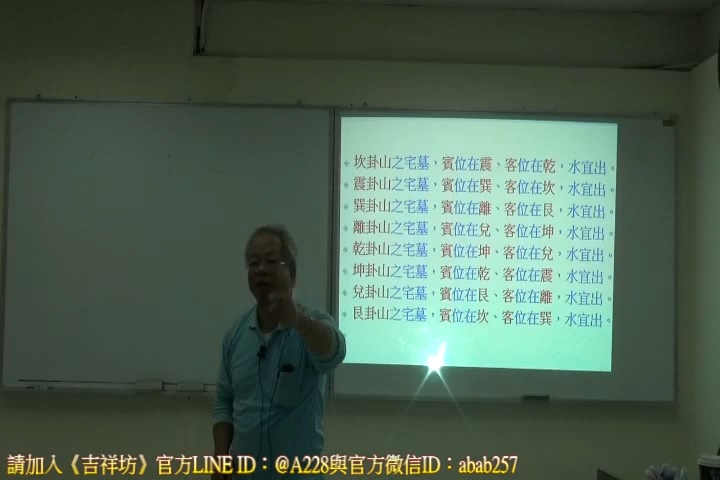 坎卦山之宅墓，賓位在震、客位在乾，水宜出。
震卦山之宅墓，賓位在巽、客位在坎，水宜出。
巽卦山之宅墓，賓位在離、客位在艮，水宜出。
離卦山之宅墓，賓位在兌、客位在坤，水宜出。
乾卦山之宅墓，賓位在坤、客位在兌，水宜出。
坤卦山之宅墓，賓位在乾、客位在震，水宜出。
兌卦山之宅墓，賓位在艮、客位在離，水宜出。
艮卦山之宅墓，賓位在坎、客位在巽，水宜出。
請加入《吉祥坊》官方LINE ID：@A228與官方微信ID：abab257